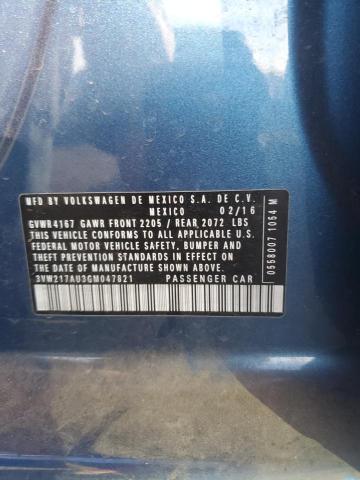 MFD BY VOLKSWAGEN DE MEXICO S.A. DE C.V.
MEXICO 02/16
GVWR4167 GAWR FRONT 2205 / REAR 2072 LBS
THIS VEHICLE CONFORMS TO ALL APPLICABLE U.S.
FEDERAL MOTOR VEHICLE SAFETY, BUMPER AND
THEFT PREVENTION STANDARDS IN EFFECT ON THE
DATE OF MANUFACTURE SHOWN ABOVE.
3VW217AU3GM047821 PASSENGER CAR
0558007 1054 M